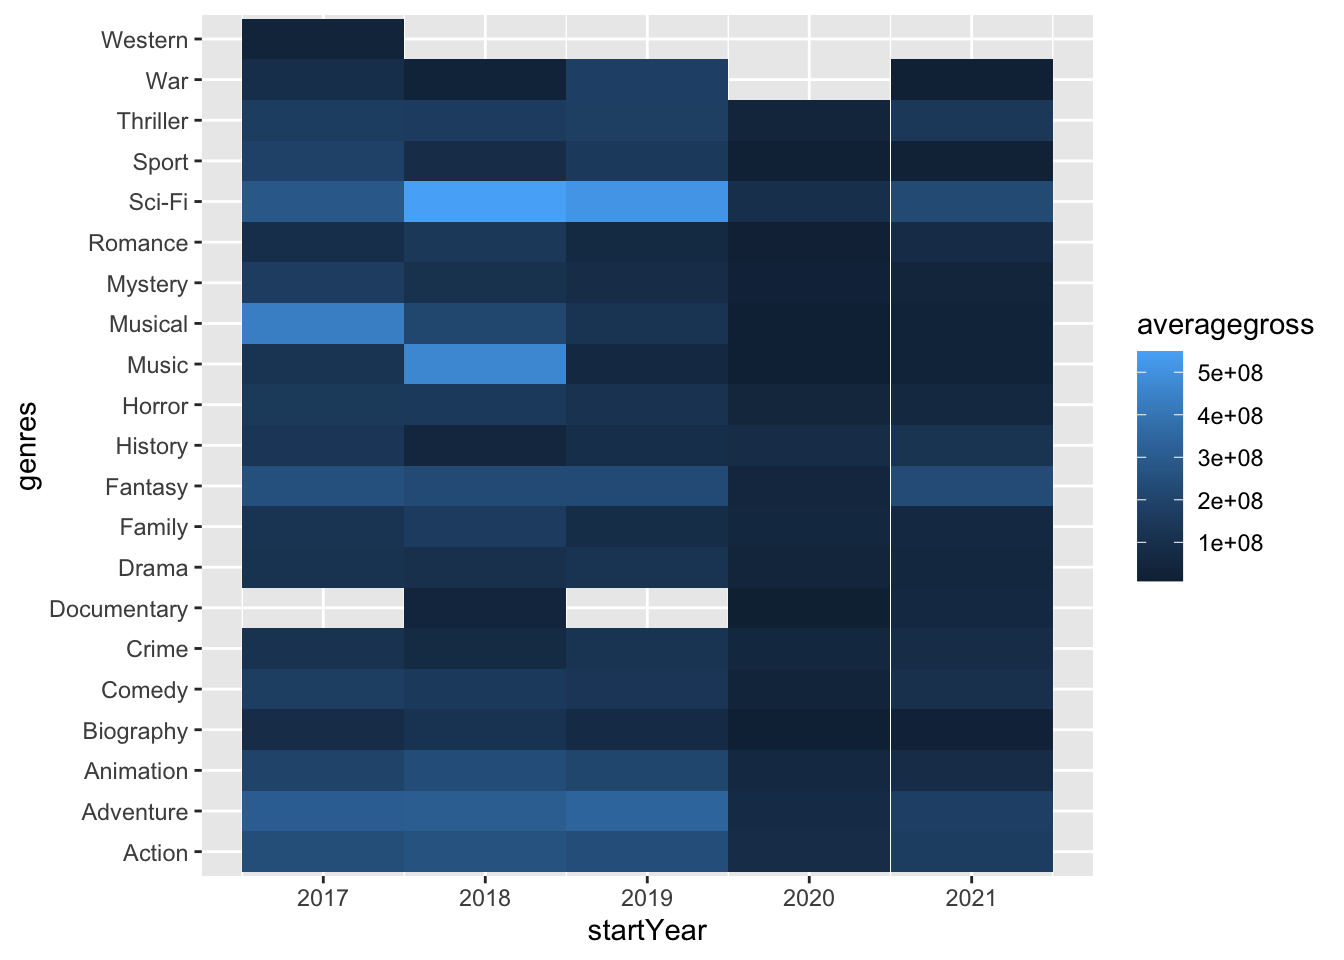 Western
War
Thriller
Sport
Sci-Fi
Romance
Mystery
Musical
Music
Horror
History
Fantasy
Family
Drama
Documentary
Crime
Comedy
Biography
Animation
Adventure
Action
genres
2017 2018 2019 2020 2021
startYear
averagegross
5e+08
4e+08
3e+08
2e+08
1e+08